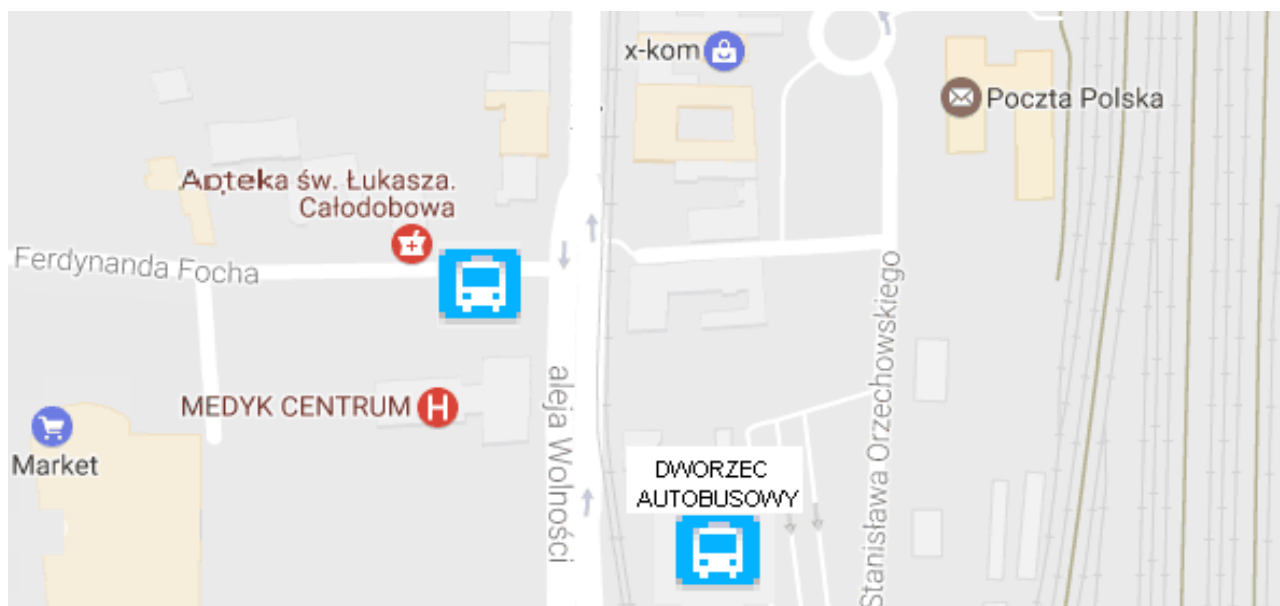 x-kom
Poczta Polska
Apteka św. Łukasza.
Całodobowa
Ferdynanda Focha
aleja Wolności
Stanisława Orzechowskiego
MEDYK CENTRUM H
Market
DWORZEC
AUTOBUSOWY